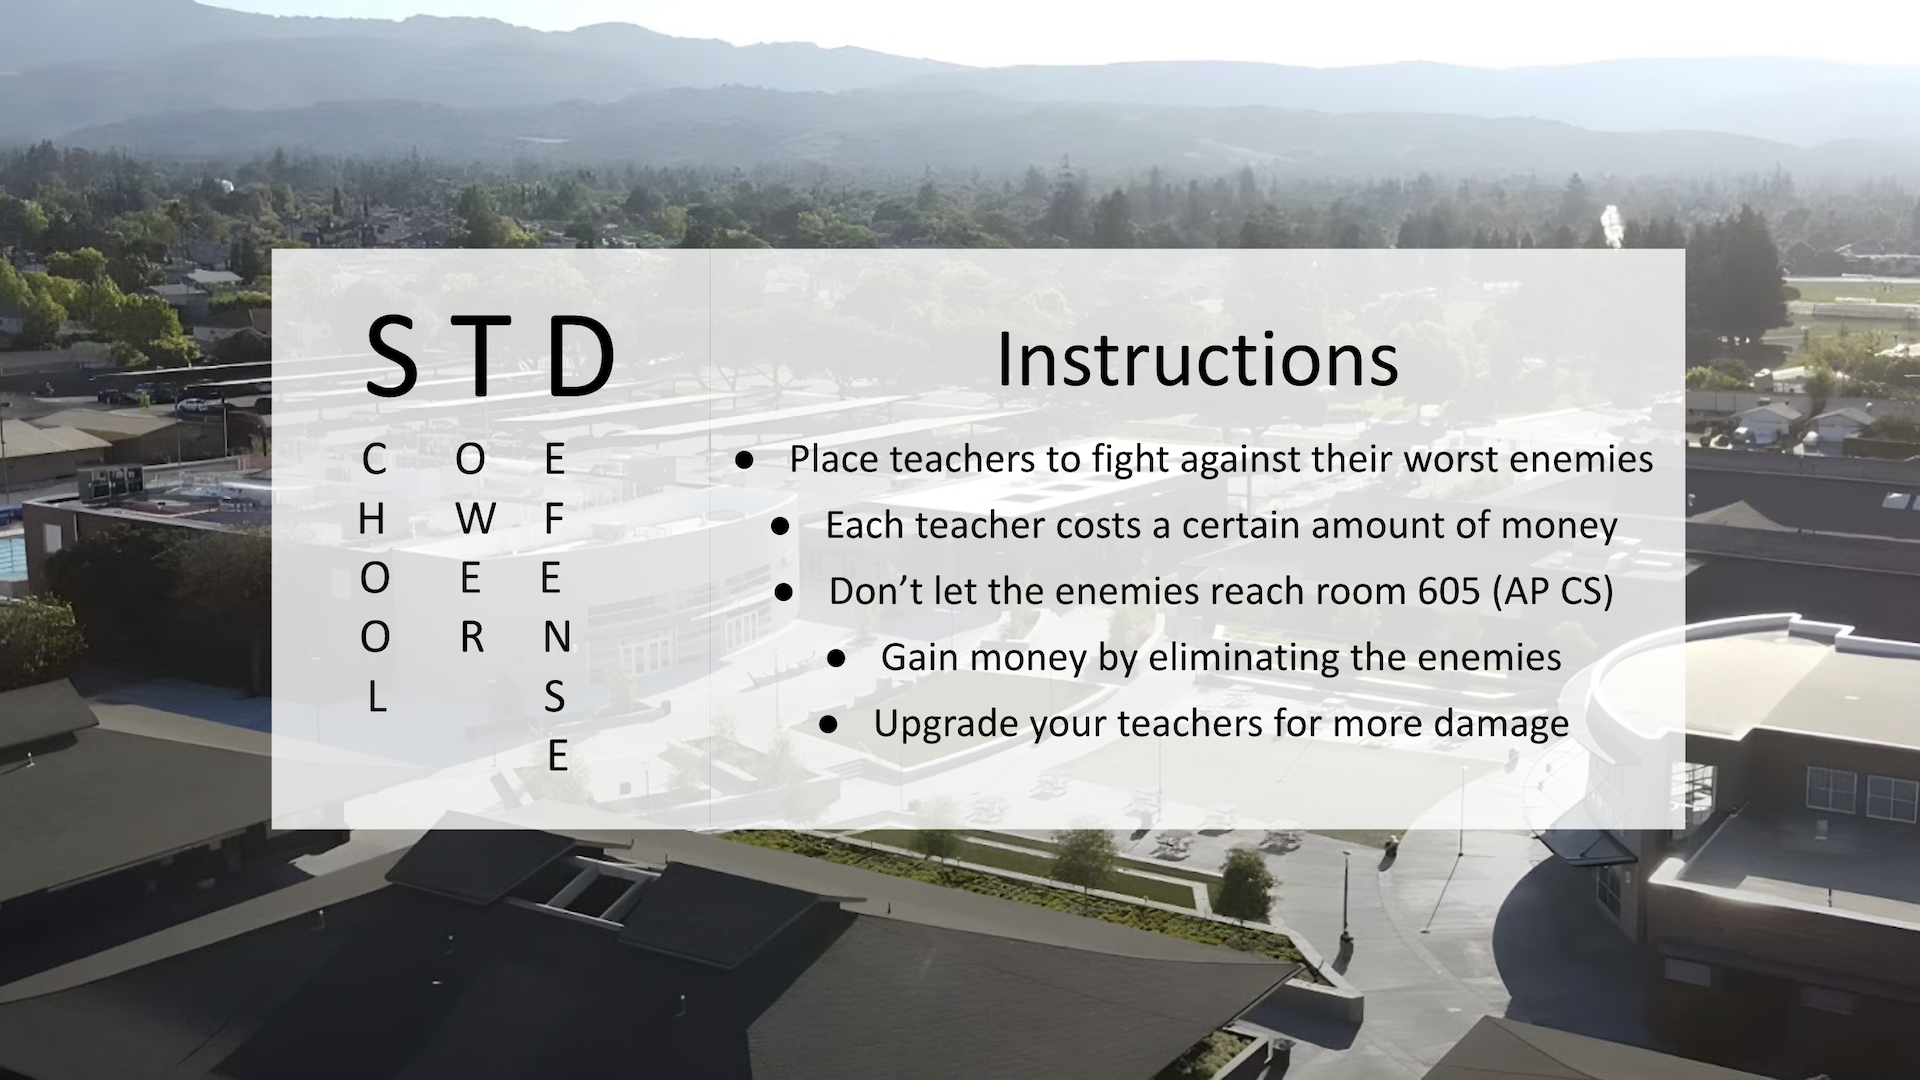 S T D
C O E
H W F
O E E
O R N
L S
E
Instructions
● Place teachers to fight against their worst enemies
● Each teacher costs a certain amount of money
● Don’t let the enemies reach room 605 (AP CS)
● Gain money by eliminating the enemies
● Upgrade your teachers for more damage